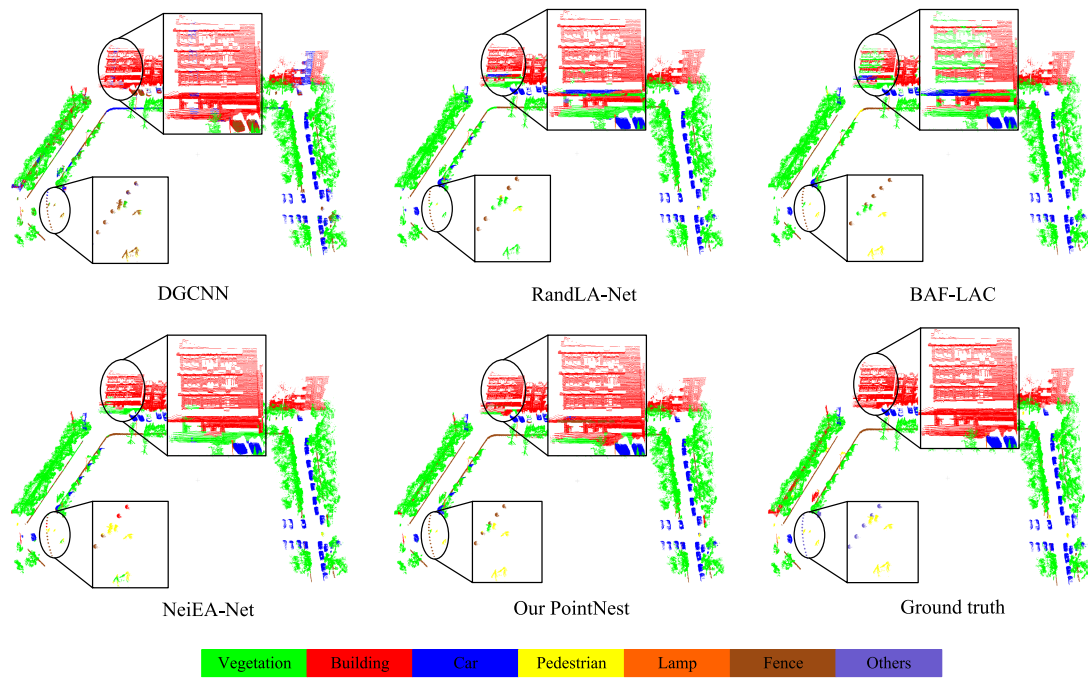 DGCNN
RandLA-Net
BAF-LAC
NeiEA-Net
Our PointNest
Ground truth
Vegetation Building Car Pedestrian Lamp Fence Others